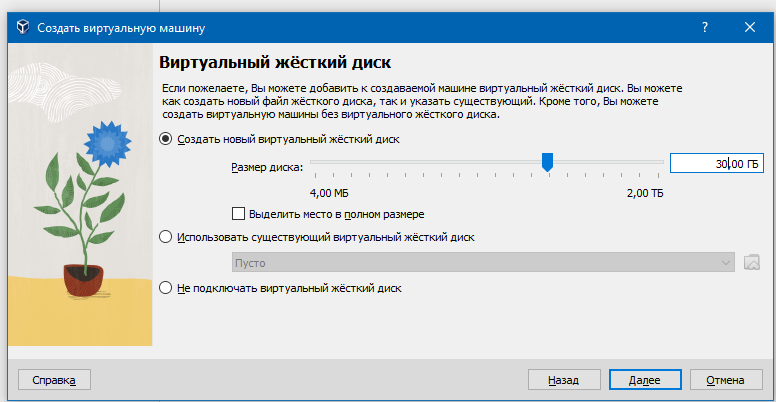 Создать виртуальную машину
?
Виртуальный жёсткий диск
Если пожелаете, Вы можете добавить к создаваемой машине виртуальный жёсткий диск. Вы можете
как создать новый файл жёсткого диска, так и указать существующий. Кроме того, Вы можете
создать виртуальную машины без виртуального жёсткого диска.
Создать новый виртуальный жёсткий диск
Размер диска:
30,00 ГБ
4,00 МБ
2,00 ТБ
Выделить место в полном размере
Использовать существующий виртуальный жёсткий диск
Пусто
Не подключать виртуальный жёсткий диск
Справка
Назад
Далее
Отмена